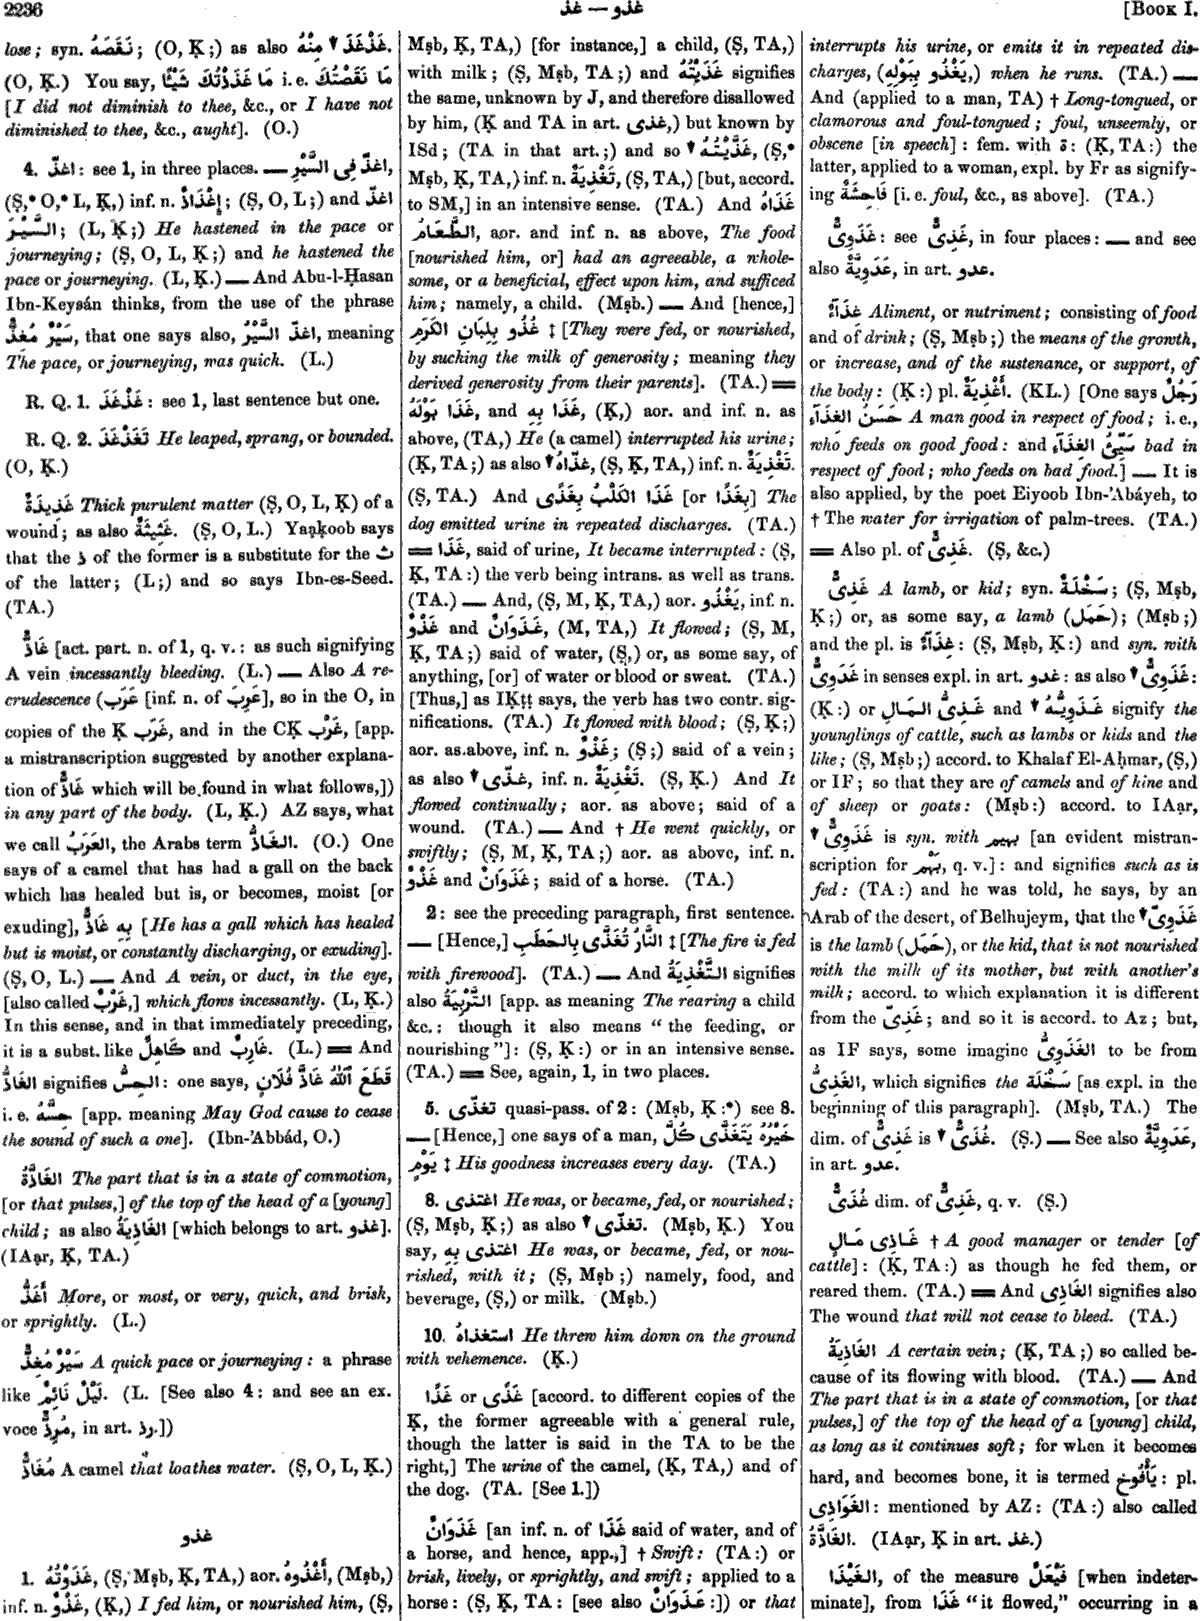 2236
غذ — غذو
[BOOK I.
lose; syn. نَقَصَهُ; (O, Ḳ;) as also غَذْغَذَ مِنْهُ.
(O, Ḳ.) You say, مَا غَذَذْتُكَ شَيْئًا i. e. مَا نَقَصْتُكَ
[I did not diminish to thee, &c., or I have not
diminished to thee, &c., aught]. (O.)
4. اغذّ: see 1, in three places. — اغذّ فِى السَّيْرِ,
(Ṣ,* O,* L, Ḳ,) inf. n. إِغْذَاذٌ; (Ṣ, O, L;) and اغذّ
السَّيْرَ; (L, Ḳ;) He hastened in the pace or
journeying; (Ṣ, O, L, Ḳ;) and he hastened the
pace or journeying. (L, Ḳ.) — And Abu-l-Ḥasan
Ibn-Keysán thinks, from the use of the phrase
سَيْرٌ مُغِذٌّ, that one says also, اغذّ السَّيْرُ, meaning
The pace, or journeying, was quick. (L.)
R. Q. 1. غَذْغَذَ: see 1, last sentence but one.
R. Q. 2. تَغَذْغَذَ He leaped, sprang, or bounded.
(O, Ḳ.)
غَذِيذَةٌ Thick purulent matter (Ṣ, O, L, Ḳ) of a
wound; as also غَثِيثَةٌ. (Ṣ, O, L.) Yaạḳoob says
that the ذ of the former is a substitute for the ث
of the latter; (L;) and so says Ibn-es-Seed.
(TA.)
غَاذٌّ [act. part. n. of 1, q. v.: as such signifying
A vein incessantly bleeding. (L.) — Also A re-
crudescence (غَرَب [inf. n. of غَرِبَ], so in the O, in
copies of the Ḳ غَرْب, and in the CḲ غَرْب, [app.
a mistranscription suggested by another explana-
tion of غَاذٌّ which will be found in what follows,])
in any part of the body. (L, Ḳ.) AZ says, what
we call الغَرَبُ, the Arabs term الغَاذُّ. (O.) One
says of a camel that has had a gall on the back
which has healed but is, or becomes, moist [or
exuding], بِهِ غَاذٌّ [He has a gall which has healed
but is moist, or constantly discharging, or exuding].
(Ṣ, O, L.) — And A vein, or duct, in the eye,
[also called غَرْبٌ,] which flows incessantly. (L, Ḳ.)
In this sense, and in that immediately preceding,
it is a subst. like كَاهِلٌ and غَارِبٌ. (L.) = And
الغَاذُّ signifies الحِسُّ: one says, قَطَعَ ٱللّٰهُ غَاذَّ فُلَانٍ
i. e. حِسَّهُ [app. meaning May God cause to cease
the sound of such a one]. (Ibn-'Abbád, O.)
الغَاذَّةُ The part that is in a state of commotion,
[or that pulses,] of the top of the head of a [young]
child; as also الغَاذِيَةُ [which belongs to art. غذو].
(IAạr, Ḳ, TA.)
أَغَذُّ More, or most, or very, quick, and brisk,
or sprightly. (L.)
سَيْرٌ مُغِذٌّ A quick pace or journeying: a phrase
like لَيْلٌ نَائِمٌ. (L. [See also 4: and see an ex.
voce مُرِذٌّ, in art. رذ.])
مُغَاذٌّ A camel that loathes water. (Ṣ, O, L, Ḳ.)
غذو
1. غَذَوْتُهُ, (Ṣ, Mṣb, Ḳ, TA,) aor. أَغْذُوهُ, (Mṣb,)
inf. n. غَذْوٌ, (Ḳ,) I fed him, or nourished him, (Ṣ,
Mṣb, Ḳ, TA,) [for instance,] a child, (Ṣ, TA,)
with milk; (Ṣ, Mṣb, TA;) and غَذَيْتُهُ signifies
the same, unknown by J, and therefore disallowed
by him, (Ḳ and TA in art. غذى,) but known by
ISd; (TA in that art.;) and so غَذَّيْتُهُ, (Ṣ,*
Mṣb, Ḳ, TA,) inf. n. تَغْذِيَةٌ, (Ṣ, TA,) [but, accord.
to SM,] in an intensive sense. (TA.) And غَذَاهُ
الطَّعَامُ, aor. and inf. n. as above, The food
[nourished him, or] had an agreeable, a whole-
some, or a beneficial, effect upon him, and sufficed
him; namely, a child. (Mṣb.) — And [hence,]
غُذُو بِلِبَانِ الكَرَمِ ‡ [They were fed, or nourished,
by sucking the milk of generosity; meaning they
derived generosity from their parents]. (TA.) =
غَذَا بَوْلَهُ, and غَذَا بِهِ, (Ḳ,) aor. and inf. n. as
above, (TA,) He (a camel) interrupted his urine;
(Ḳ, TA;) as also غَذَّاهُ, (Ṣ, Ḳ, TA,) inf. n. تَغْذِيَةٌ.
(Ṣ, TA.) And غَذَا الكَلْبُ بِغَذًى [or بِغَذًا] The
dog emitted urine in repeated discharges. (TA.)
= غَذَا, said of urine, It became interrupted: (Ṣ,
Ḳ, TA:) the verb being intrans. as well as trans.
(TA.) — And, (Ṣ, M, Ḳ, TA,) aor. يَغْذُو, inf. n.
غَذْوٌ and غَذَوَانٌ, (M, TA,) It flowed; (Ṣ, M,
Ḳ, TA;) said of water, (Ṣ,) or, as some say, of
anything, [or] of water or blood or sweat. (TA.)
[Thus,] as IḲṭṭ says, the verb has two contr. sig-
nifications. (TA.) It flowed with blood; (Ṣ, Ḳ;)
aor. as above, inf. n. غَذْوٌ; (Ṣ;) said of a vein;
as also غذّى, inf. n. تَغْذِيَةٌ. (Ṣ, Ḳ.) And It
flowed continually; aor. as above; said of a
wound. (TA.) — And † He went quickly, or
swiftly; (Ṣ, M, Ḳ, TA;) aor. as above, inf. n.
غَذْوٌ and غَذَوَانٌ; said of a horse. (TA.)
2: see the preceding paragraph, first sentence.
— [Hence,] النَّارُ تُغَذَّى بِالحَطَبِ ‡ [The fire is fed
with firewood]. (TA.) — And التَّغْذِيَةُ signifies
also التَّرْبِيَةُ [app. as meaning The rearing a child
&c.: though it also means "the feeding, or
nourishing"]: (Ṣ, Ḳ:) or in an intensive sense.
(TA.) = See, again, 1, in two places.
5. تغذّى quasi-pass. of 2: (Mṣb, Ḳ:*) see 8.
— [Hence,] one says of a man, خَيْرُهُ يَتَغَذَّى كُلَّ
يَوْمٍ ‡ His goodness increases every day. (TA.)
8. اغتذى He was, or became, fed, or nourished;
(Ṣ, Mṣb, Ḳ;) as also تغذّى. (Mṣb, Ḳ.) You
say, اغتذى بِهِ He was, or became, fed, or nou-
rished, with it; (Ṣ, Mṣb;) namely, food, and
beverage, (Ṣ,) or milk. (Mṣb.)
10. استغذاهُ He threw him down on the ground
with vehemence. (Ḳ.)
غَذًى or غَذًا [accord. to different copies of the
Ḳ, the former agreeable with a general rule,
though the latter is said in the TA to be the
right,] The urine of the camel, (Ḳ, TA,) and of
the dog. (TA. [See 1.])
غَذَوَانٌ [an inf. n. of غَذَا said of water, and of
a horse, and hence, app.,] † Swift: (TA:) or
brisk, lively, or sprightly, and swift; applied to a
horse: (Ṣ, Ḳ, TA: [see also عَدَوَانٌ:]) or that
interrupts his urine, or emits it in repeated dis-
charges, (يَغْذُو بِبَوْلِهِ,) when he runs. (TA.) —
And (applied to a man, TA) † Long-tongued, or
clamorous and foul-tongued; foul, unseemly, or
obscene [in speech]: fem. with ة: (Ḳ, TA:) the
latter, applied to a woman, expl. by Fr as signify-
ing فَاحِشَةٌ [i. e. foul, &c., as above]. (TA.)
غَذَوِىٌّ: see غَذِىٌّ, in four places: — and see
also عَدَوِيَّةٌ, in art. عدو.
غِذَآءٌ Aliment, or nutriment; consisting of food
and of drink; (Ṣ, Mṣb;) the means of the growth,
or increase, and of the sustenance, or support, of
the body: (Ḳ:) pl. أَغْذِيَةٌ. (KL.) [One says رَجُلٌ
حَسَنُ الغِذَآءِ A man good in respect of food; i. e.,
who feeds on good food: and سَيِّئُ الغِذَآءِ bad in
respect of food; who feeds on bad food.] — It is
also applied, by the poet Eiyoob Ibn-'Abáyeh, to
† The water for irrigation of palm-trees. (TA.)
= Also pl. of غَذِىٌّ. (Ṣ, &c.)
غَذِىٌّ A lamb, or kid; syn. سَخْلَةٌ; (Ṣ, Mṣb,
Ḳ;) or, as some say, a lamb (حَمَل); (Mṣb;)
and the pl. is غِذَآءٌ: (Ṣ, Mṣb, Ḳ:) and syn. with
غَدَوِىٌّ in senses expl. in art. غدو: as also غَذَوِىٌّ:
(Ḳ:) or غَذِىُّ المَالِ and غَذَوِيُّهُ signify the
younglings of cattle, such as lambs or kids and the
like; (Ṣ, Mṣb;) accord. to Khalaf El-Aḥmar, (Ṣ,)
or IF; so that they are of camels and of kine and
of sheep or goats: (Mṣb:) accord. to IAạr,
غَذَوِىٌّ is syn. with بهيم [an evident mistran-
scription for بَهْم, q. v.]: and signifies such as is
fed: (TA:) and he was told, he says, by an
Arab of the desert, of Belhujeym, that the غَذَوِىّ
is the lamb (حَمَل), or the kid, that is not nourished
with the milk of its mother, but with another's
milk; accord. to which explanation it is different
from the غَذِىّ; and so it is accord. to Az; but,
as IF says, some imagine الغَذَوِىُّ to be from
الغَذِىُّ, which signifies the سَخْلَة [as expl. in the
beginning of this paragraph]. (Mṣb, TA.) The
dim. of غَذِىٌّ is غُذَىٌّ. (Ṣ.) — See also عَدَوِيَّةٌ,
in art. عدو.
غُذَىٌّ dim. of غَذِىٌّ, q. v. (Ṣ.)
غَاذِى مَالٍ † A good manager or tender [of
cattle]: (Ḳ, TA:) as though he fed them, or
reared them. (TA.) = And الغَاذِى signifies also
The wound that will not cease to bleed. (TA.)
الغَاذِيَةُ A certain vein; (Ḳ, TA;) so called be-
cause of its flowing with blood. (TA.) — And
The part that is in a state of commotion, [or that
pulses,] of the top of the head of a [young] child,
as long as it continues soft; for when it becomes
hard, and becomes bone, it is termed يَأْفُوخ: pl.
الغَوَاذِى: mentioned by AZ: (TA:) also called
الغَاذَّةُ. (IAạr, Ḳ in art. غذ.)
الغَيْذَا, of the measure فَيْعَلٌ [when indeter-
minate], from غَذَا "it flowed," occurring in a